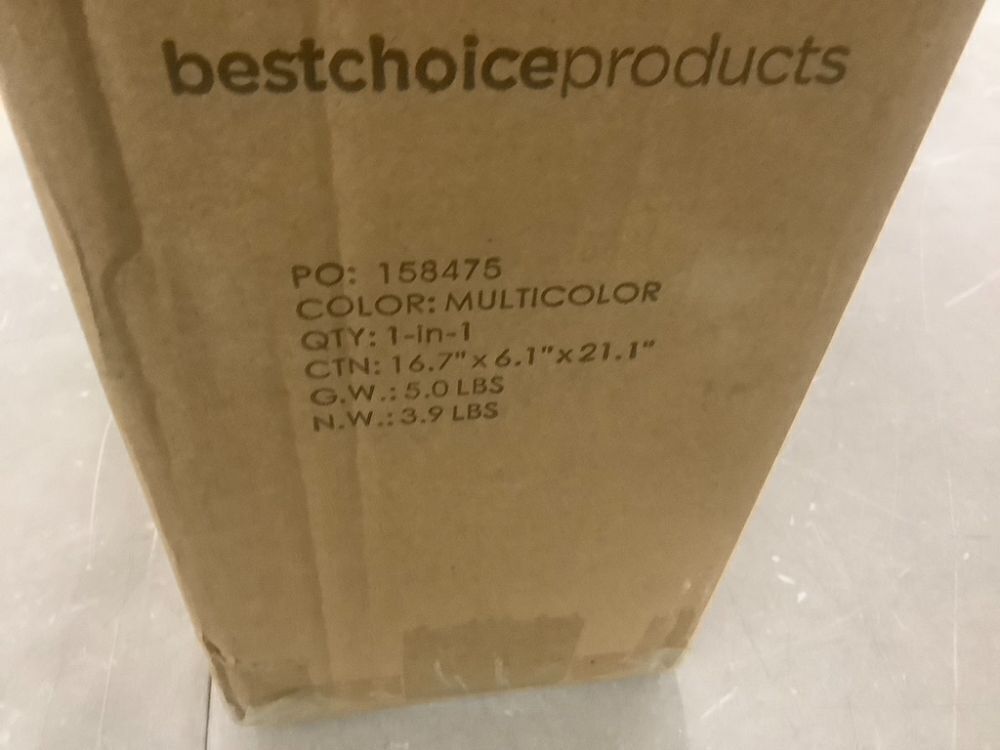 bestchoiceproducts
PO: 158475
COLOR: MULTICOLOR
QTY: 1-in-1
CTN: 16.7"x6.1"x21.1"
G.W.: 5.0 LBS
N.W.: 3.9 LBS